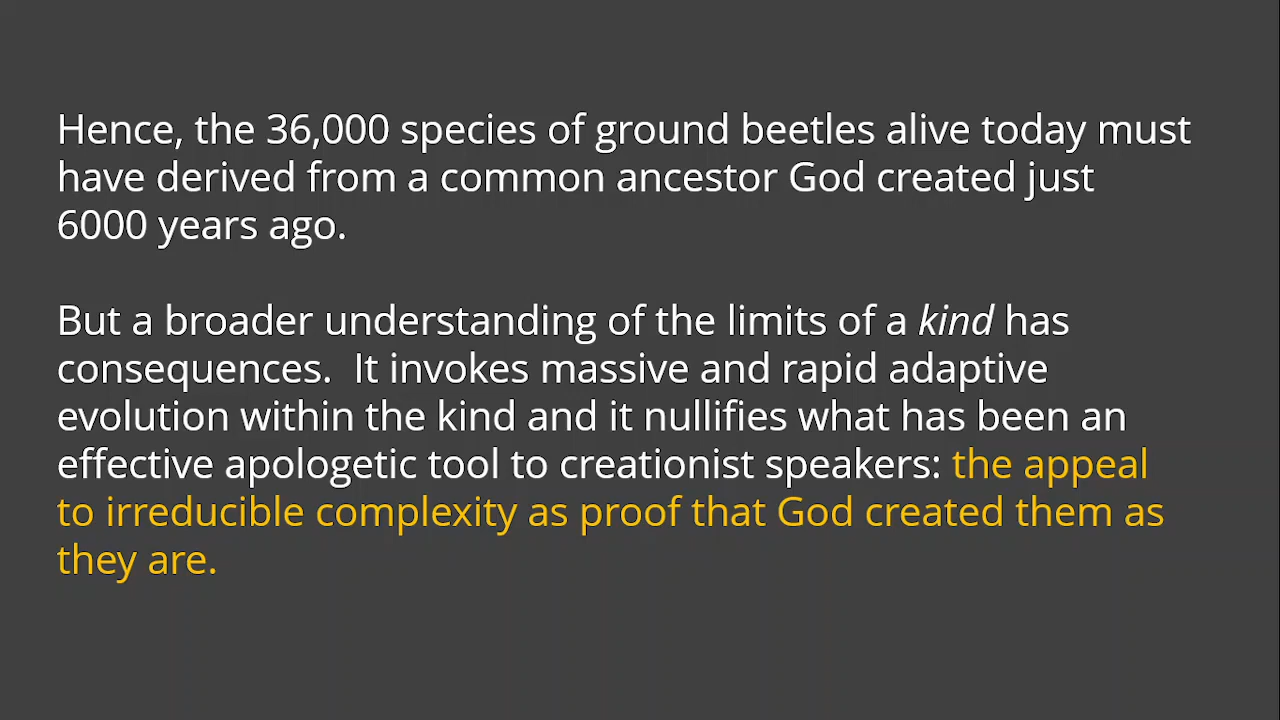 Hence, the 36,000 species of ground beetles alive today must
have derived from a common ancestor God created just
6000 years ago.
But a broader understanding of the limits of a kind has
consequences.  It invokes massive and rapid adaptive
evolution within the kind and it nullifies what has been an
effective apologetic tool to creationist speakers: the appeal
to irreducible complexity as proof that God created them as
they are.